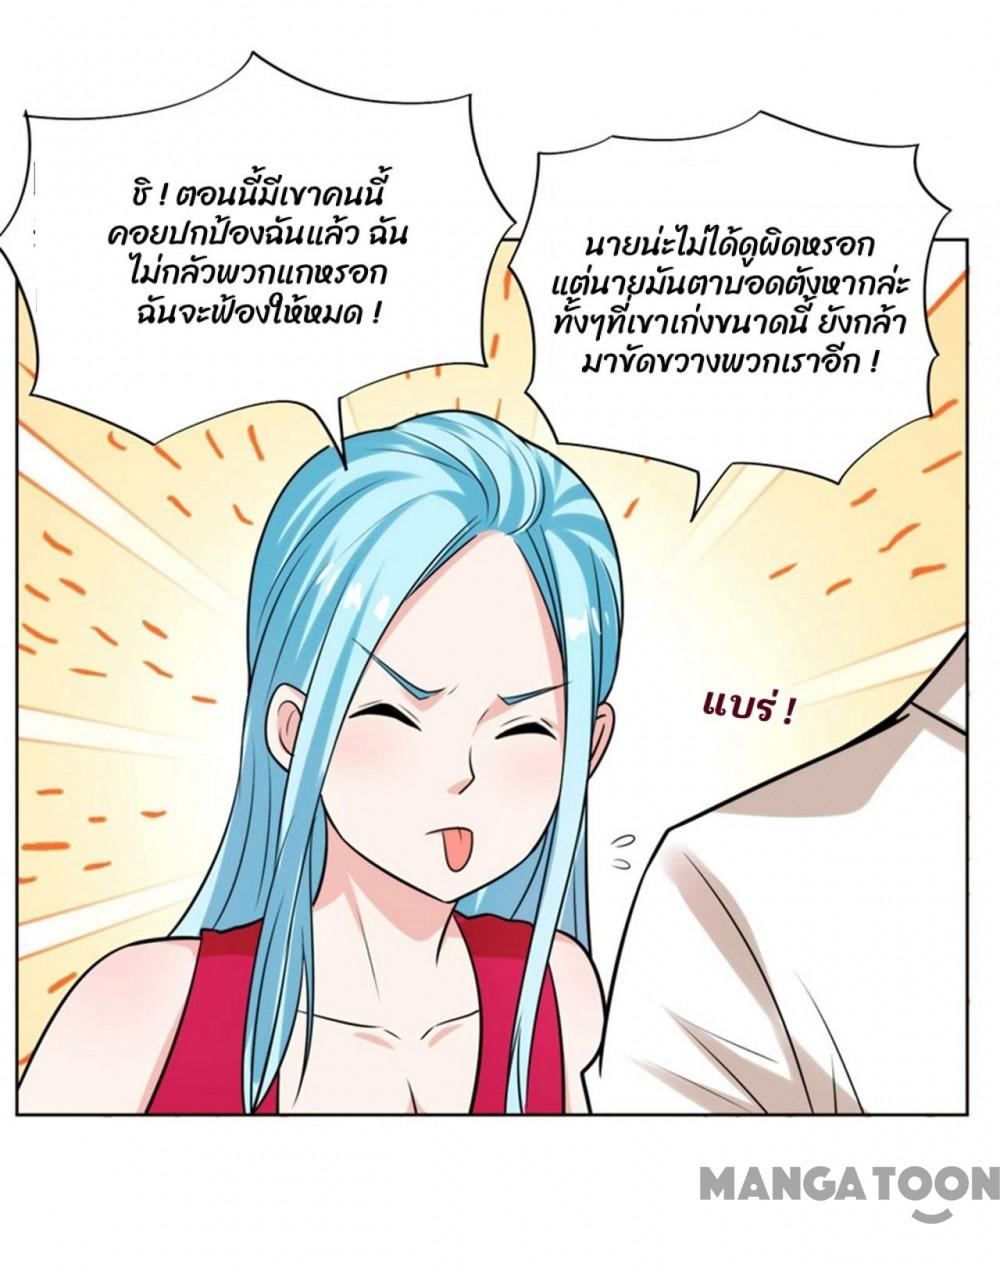 ชิ ! ตอนนี้มีเขาคนนี้
คอยปกป้องฉันแล้ว ฉัน
ไม่กลัวพวกแกหรอก
ฉันจะฟ้องให้หมด !
นายน่ะไม่ได้ดูผิดหรอก
แต่นายมันตาบอดตังหากล่ะ
ทั้งๆที่เขาเก่งขนาดนี้ ยังกล้า
มาขัดขวางพวกเราอีก !
แบร่ !
MANGATOON